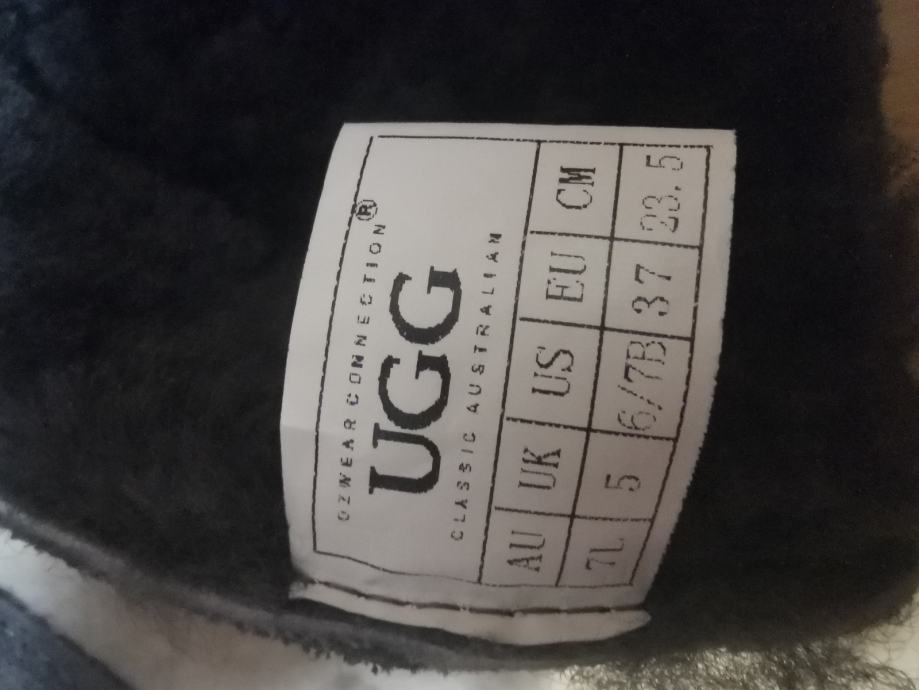 OZWEAR CONNECTION®
UGG
CLASSIC AUSTRALIAN
AU UK US EU CM
7L 5 6/7B 37 23.5